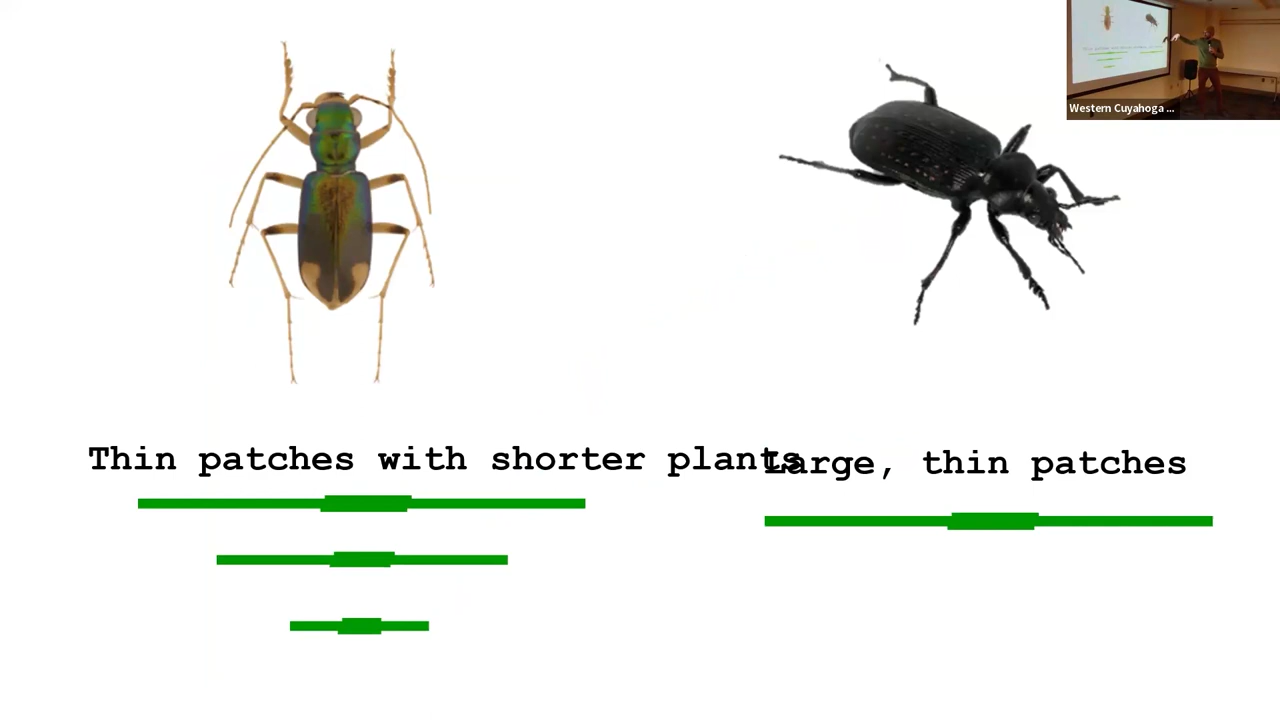 Western Cuyahoga ...
Thin patches with shorter plants
Large, thin patches